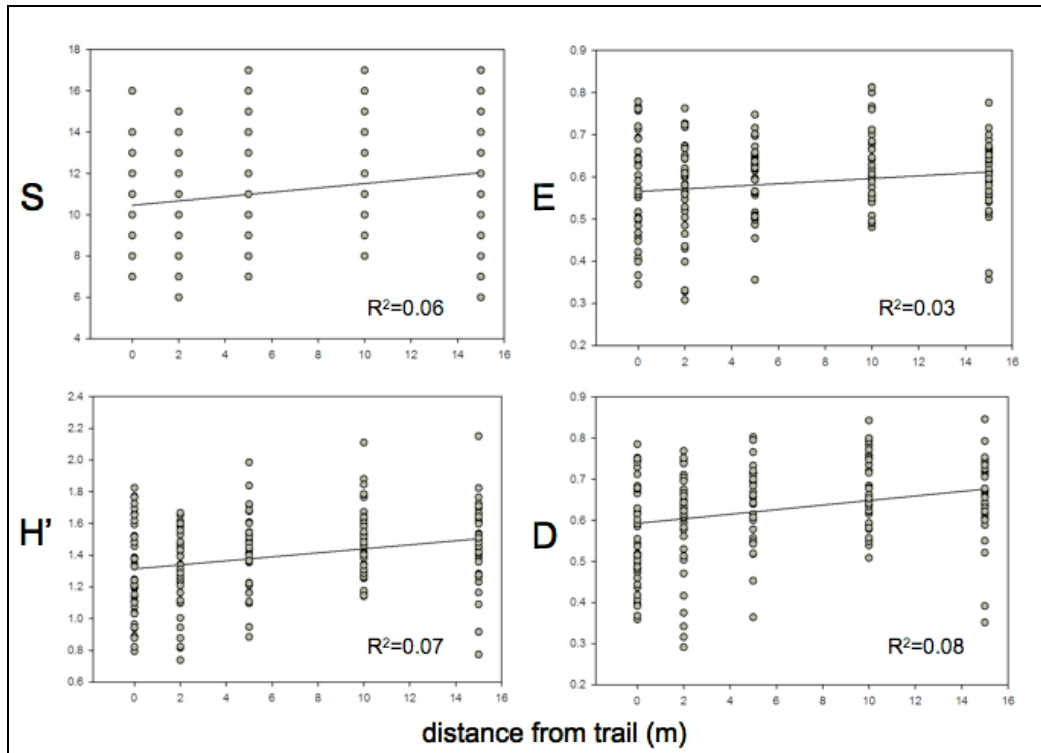 S
18
16
14
12
10
8
6
4
0 2 4 6 8 10 12 14 16
R²=0.06
E
0.9
0.8
0.7
0.6
0.5
0.4
0.3
0.2
0 2 4 6 8 10 12 14 16
R²=0.03
H'
2.4
2.2
2.0
1.8
1.6
1.4
1.2
1.0
0.8
0.6
0 2 4 6 8 10 12 14 16
R²=0.07
D
0.9
0.8
0.7
0.6
0.5
0.4
0.3
0.2
0 2 4 6 8 10 12 14 16
R²=0.08
distance from trail (m)